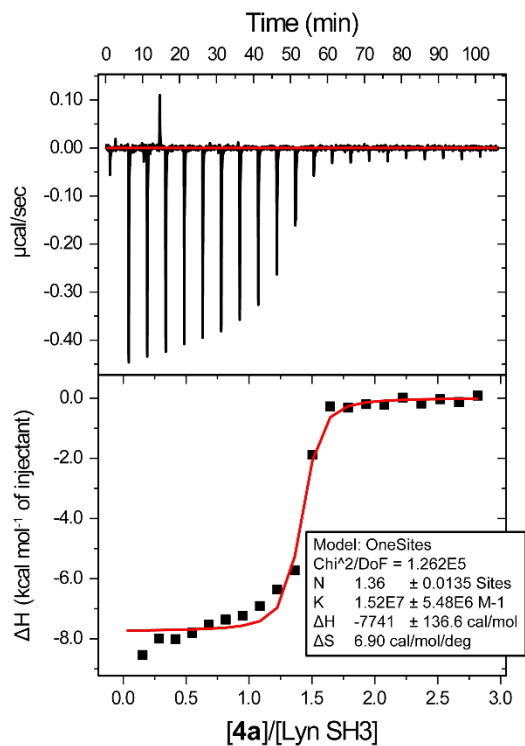 Time (min)
0 10 20 30 40 50 60 70 80 90 100
0.10
0.00
-0.10
-0.20
-0.30
-0.40
µcal/sec
0.0
-2.0
-4.0
-6.0
-8.0
ΔH (kcal mol⁻¹ of injectant)
Model: OneSites
Chi^2/DoF = 1.262E5
N 1.36 ± 0.0135 Sites
K 1.52E7 ± 5.48E6 M-1
ΔH -7741 ± 136.6 cal/mol
ΔS 6.90 cal/mol/deg
0.0 0.5 1.0 1.5 2.0 2.5 3.0
[4a]/[Lyn SH3]